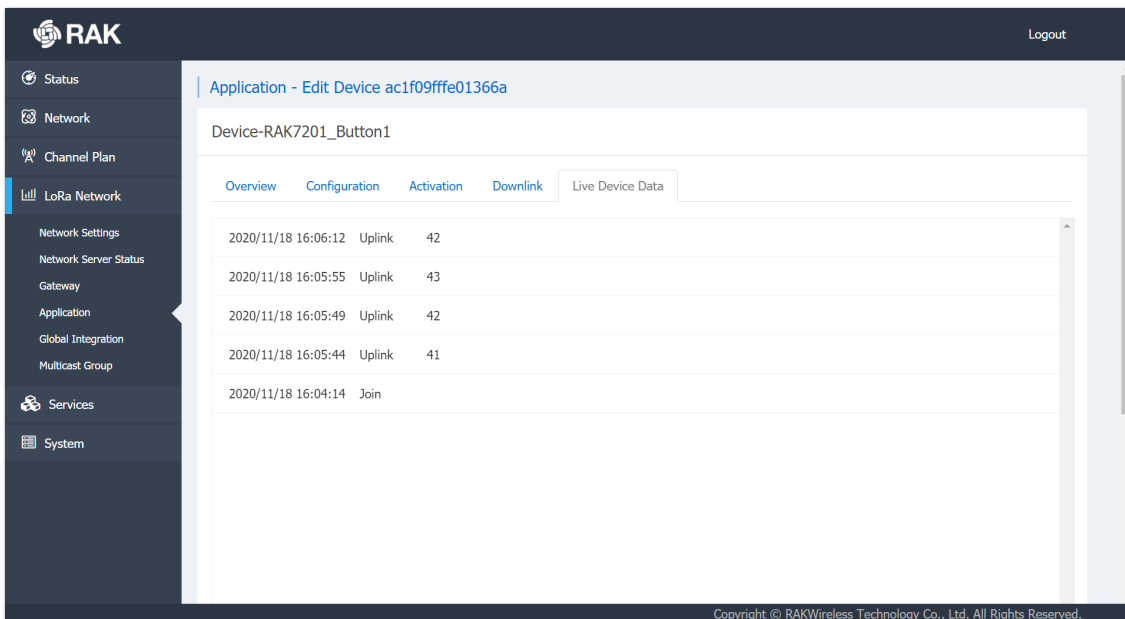 RAK
Logout
Status
Network
Channel Plan
LoRa Network
Network Settings
Network Server Status
Gateway
Application
Global Integration
Multicast Group
Services
System
Application - Edit Device ac1f09fffe01366a
Device-RAK7201_Button1
Overview Configuration Activation Downlink Live Device Data
2020/11/18 16:06:12 Uplink 42
2020/11/18 16:05:55 Uplink 43
2020/11/18 16:05:49 Uplink 42
2020/11/18 16:05:44 Uplink 41
2020/11/18 16:04:14 Join
Copyright © RAKWireless Technology Co., Ltd. All Rights Reserved.